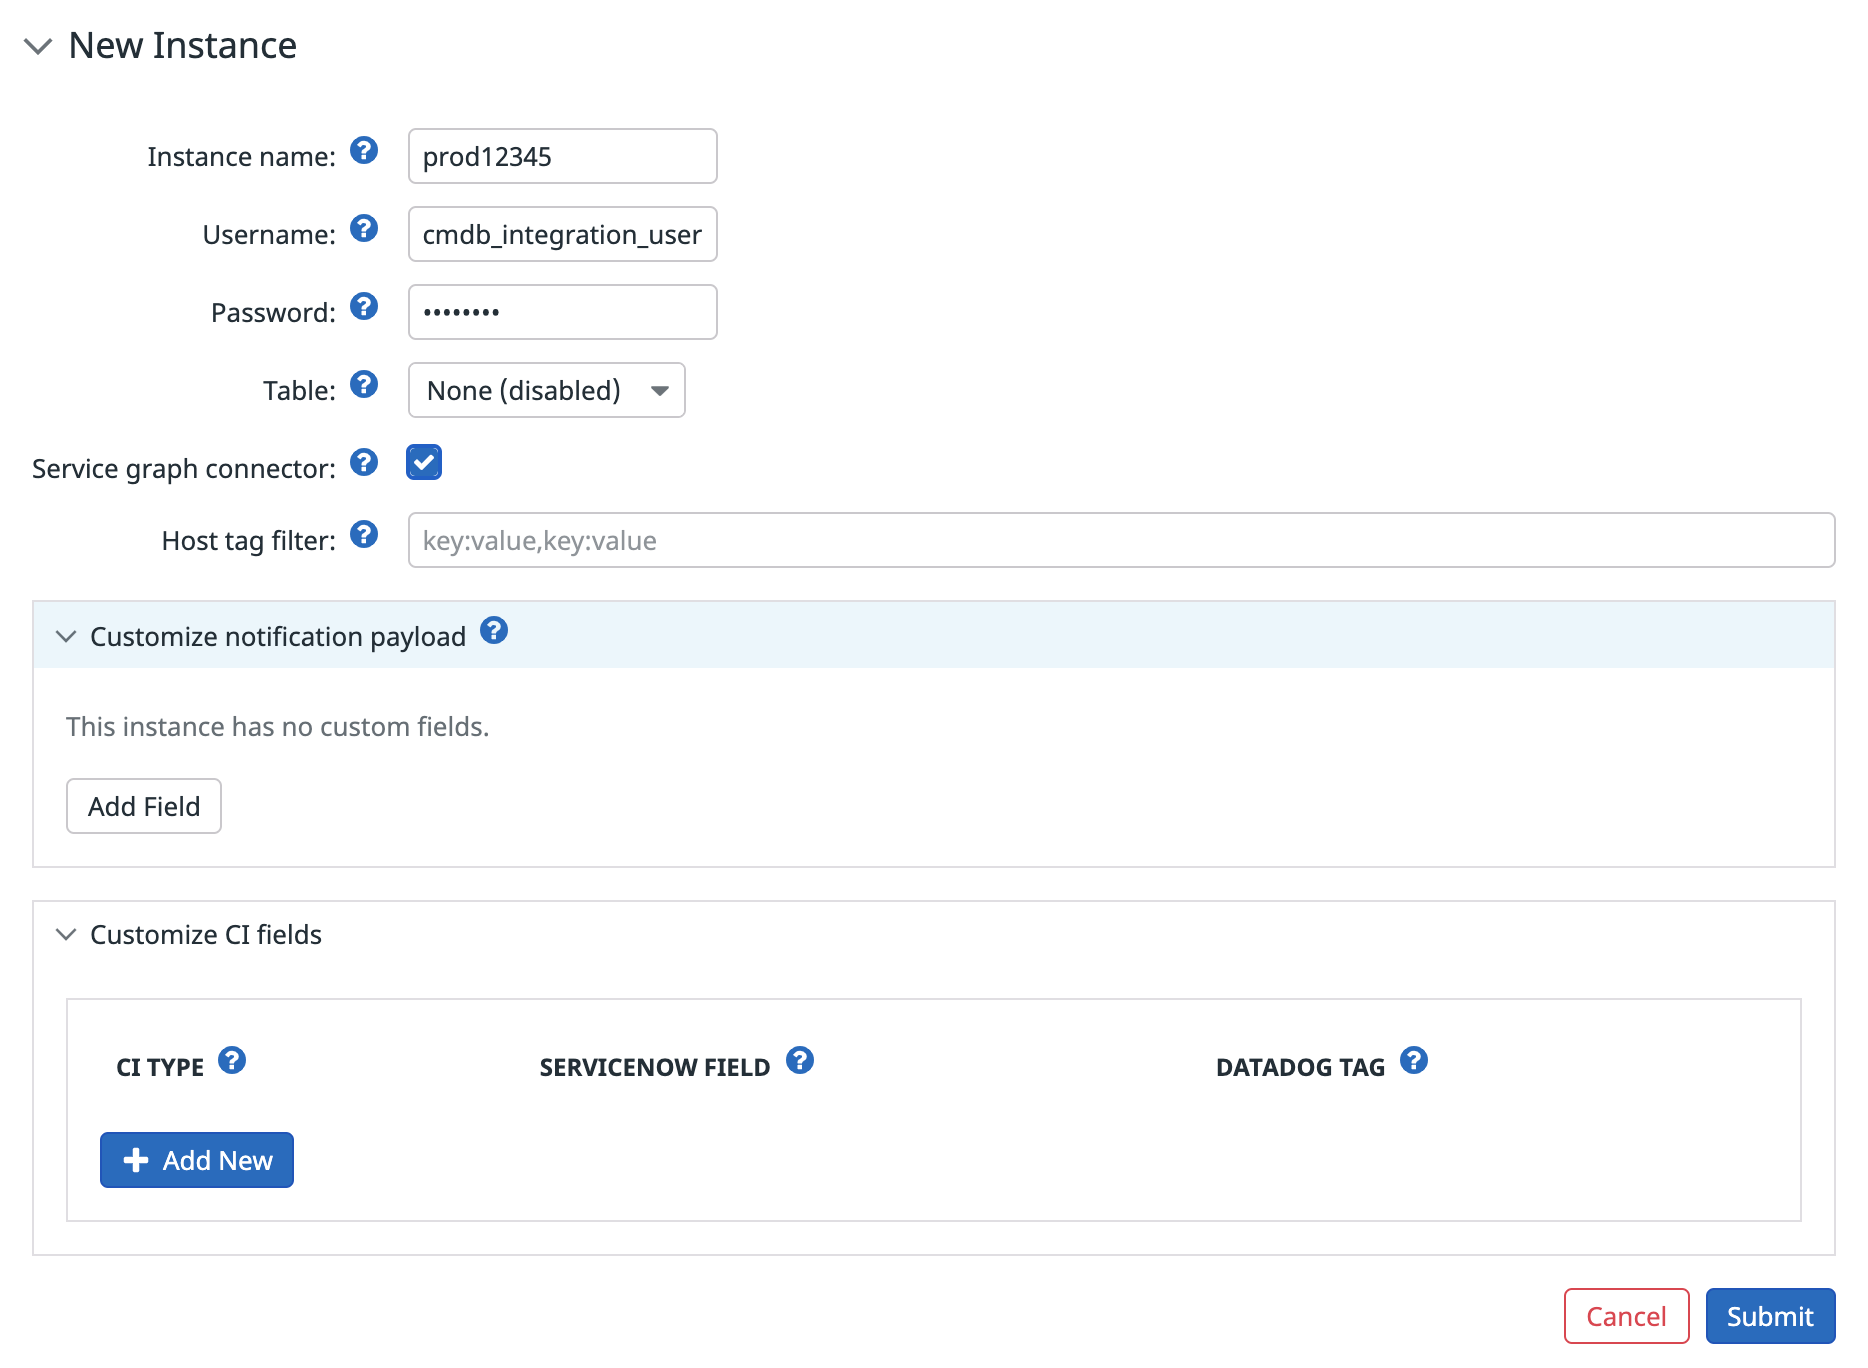 New Instance
Instance name: ? prod12345
Username: ? cmdb_integration_user
Password: ? ••••••••
Table: ? None (disabled)
Service graph connector: ?
Host tag filter: ? key:value,key:value
Customize notification payload ?
This instance has no custom fields.
Add Field
Customize CI fields
CI TYPE ? SERVICENOW FIELD ? DATADOG TAG ?
Add New
Cancel Submit